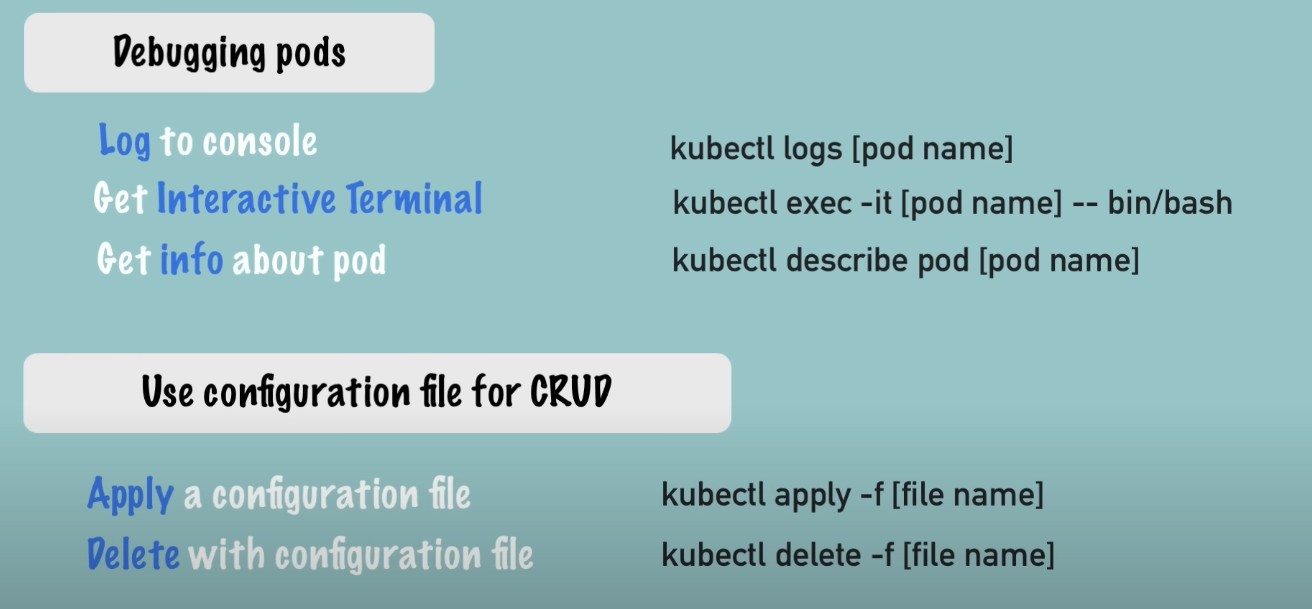 Debugging pods
Log to console kubectl logs [pod name]
Get Interactive Terminal kubectl exec -it [pod name] -- bin/bash
Get info about pod kubectl describe pod [pod name]
Use configuration file for CRUD
Apply a configuration file kubectl apply -f [file name]
Delete with configuration file kubectl delete -f [file name]